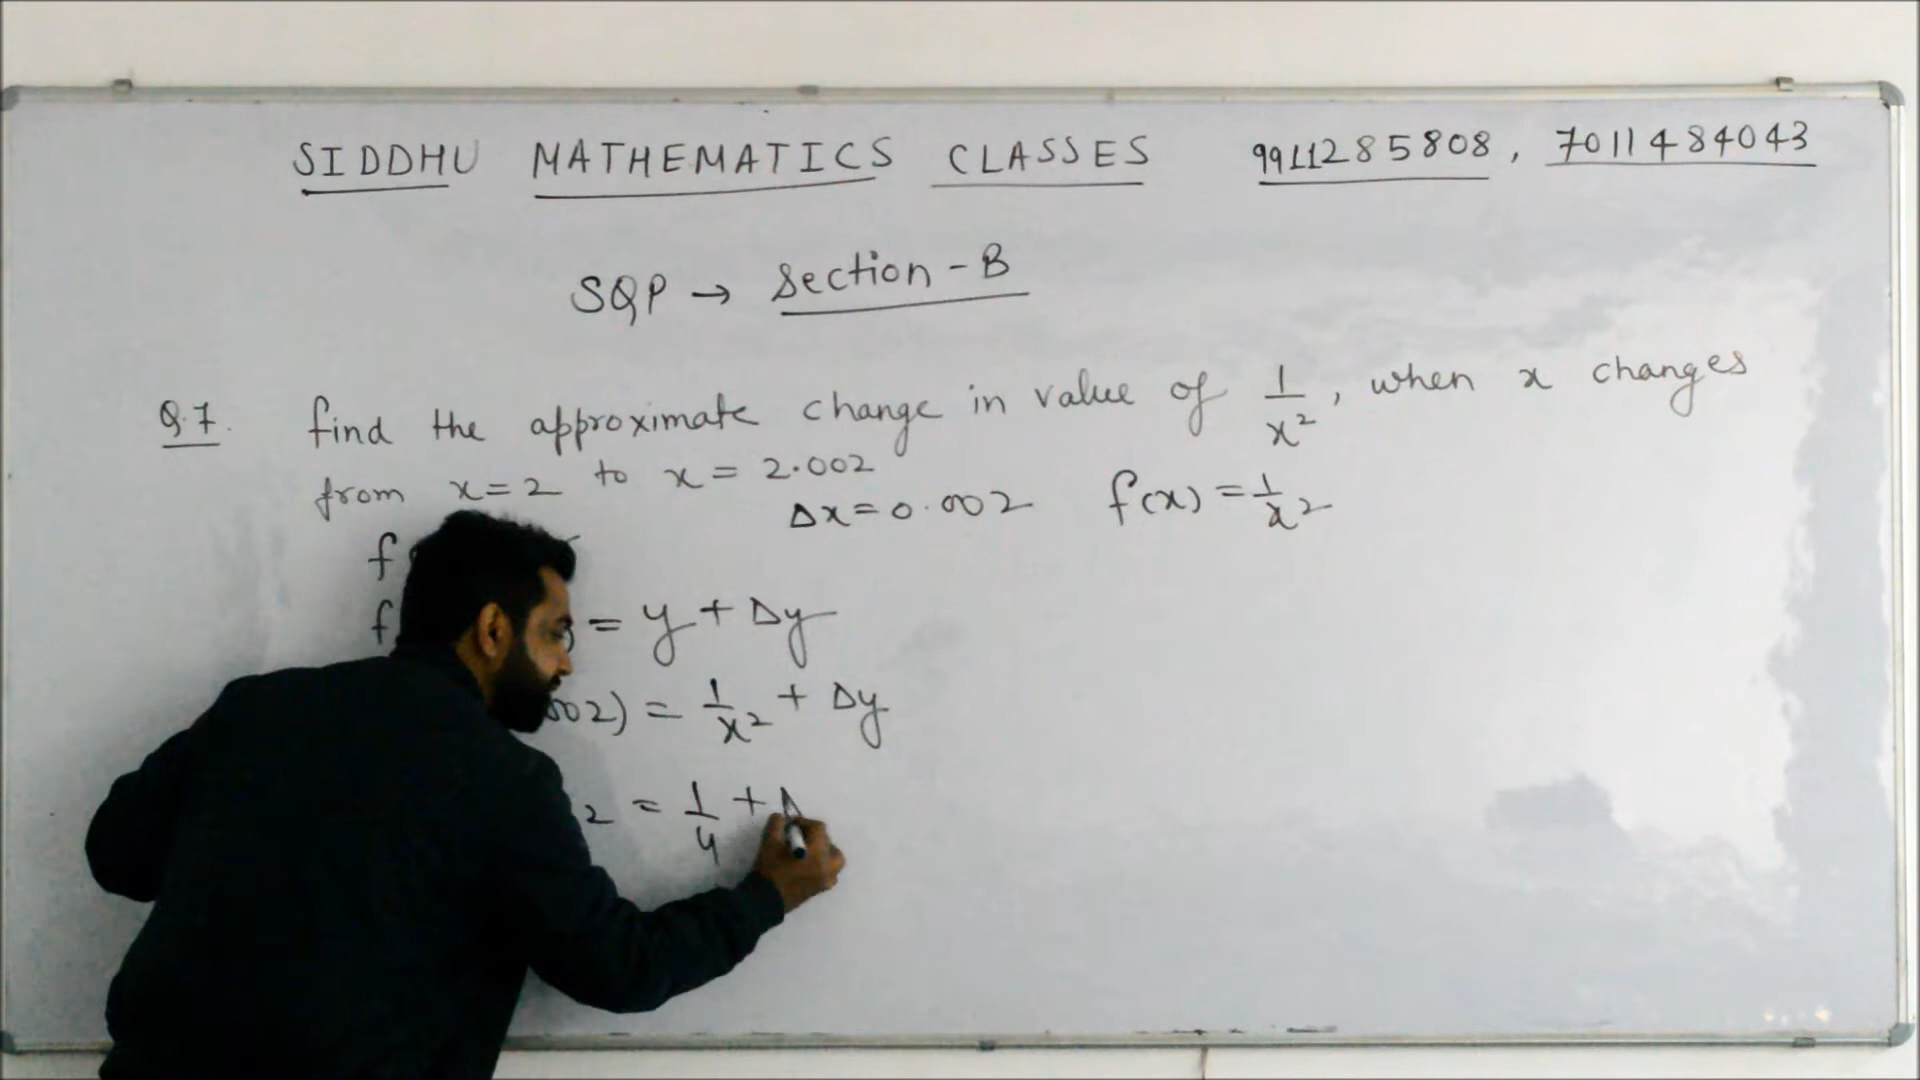 SIDDHU MATHEMATICS CLASSES 9911285808, 7011484043
SQP → Section-B
Q.7. find the approximate change in value of 1/x², when x changes
from x=2 to x = 2.002
Δx=0.002 f(x) = 1/x²
f
f = y + Δy
002) = 1/x² + Δy
2 = 1/4 +